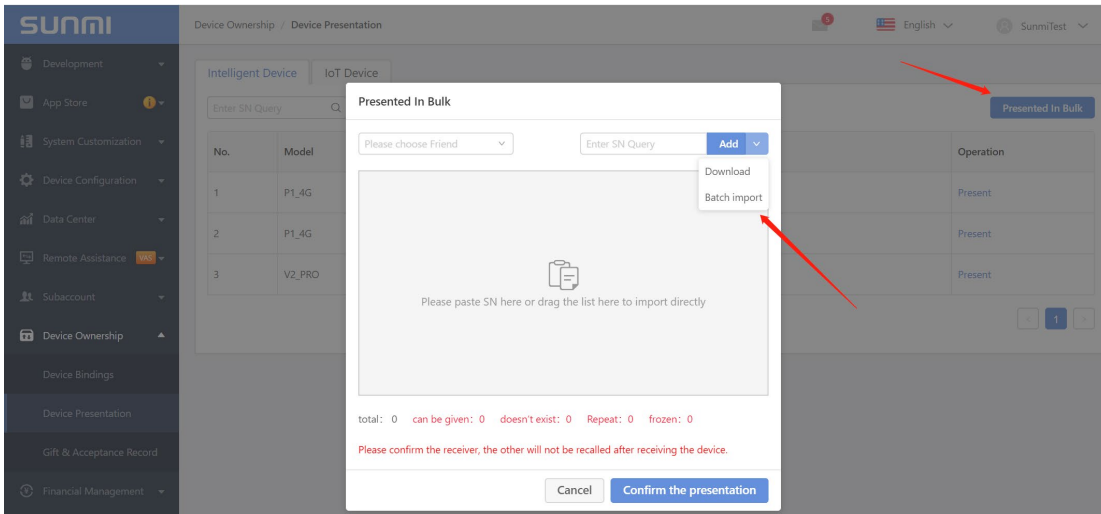 SUNMI
Device Ownership / Device Presentation
5
English
SunmiTest
Development
App Store
System Customization
Device Configuration
Data Center
Remote Assistance VAS
Subaccount
Device Ownership
Device Bindings
Device Presentation
Gift & Acceptance Record
Financial Management
Intelligent Device
IoT Device
Enter SN Query
Presented In Bulk
No. Model Operation
1 P1_4G Present
2 P1_4G Present
3 V2_PRO Present
< 1 >
Presented In Bulk
Please choose Friend
Enter SN Query
Add
Download
Batch import
Please paste SN here or drag the list here to import directly
total: 0 can be given: 0 doesn't exist: 0 Repeat: 0 frozen: 0
Please confirm the receiver, the other will not be recalled after receiving the device.
Cancel
Confirm the presentation